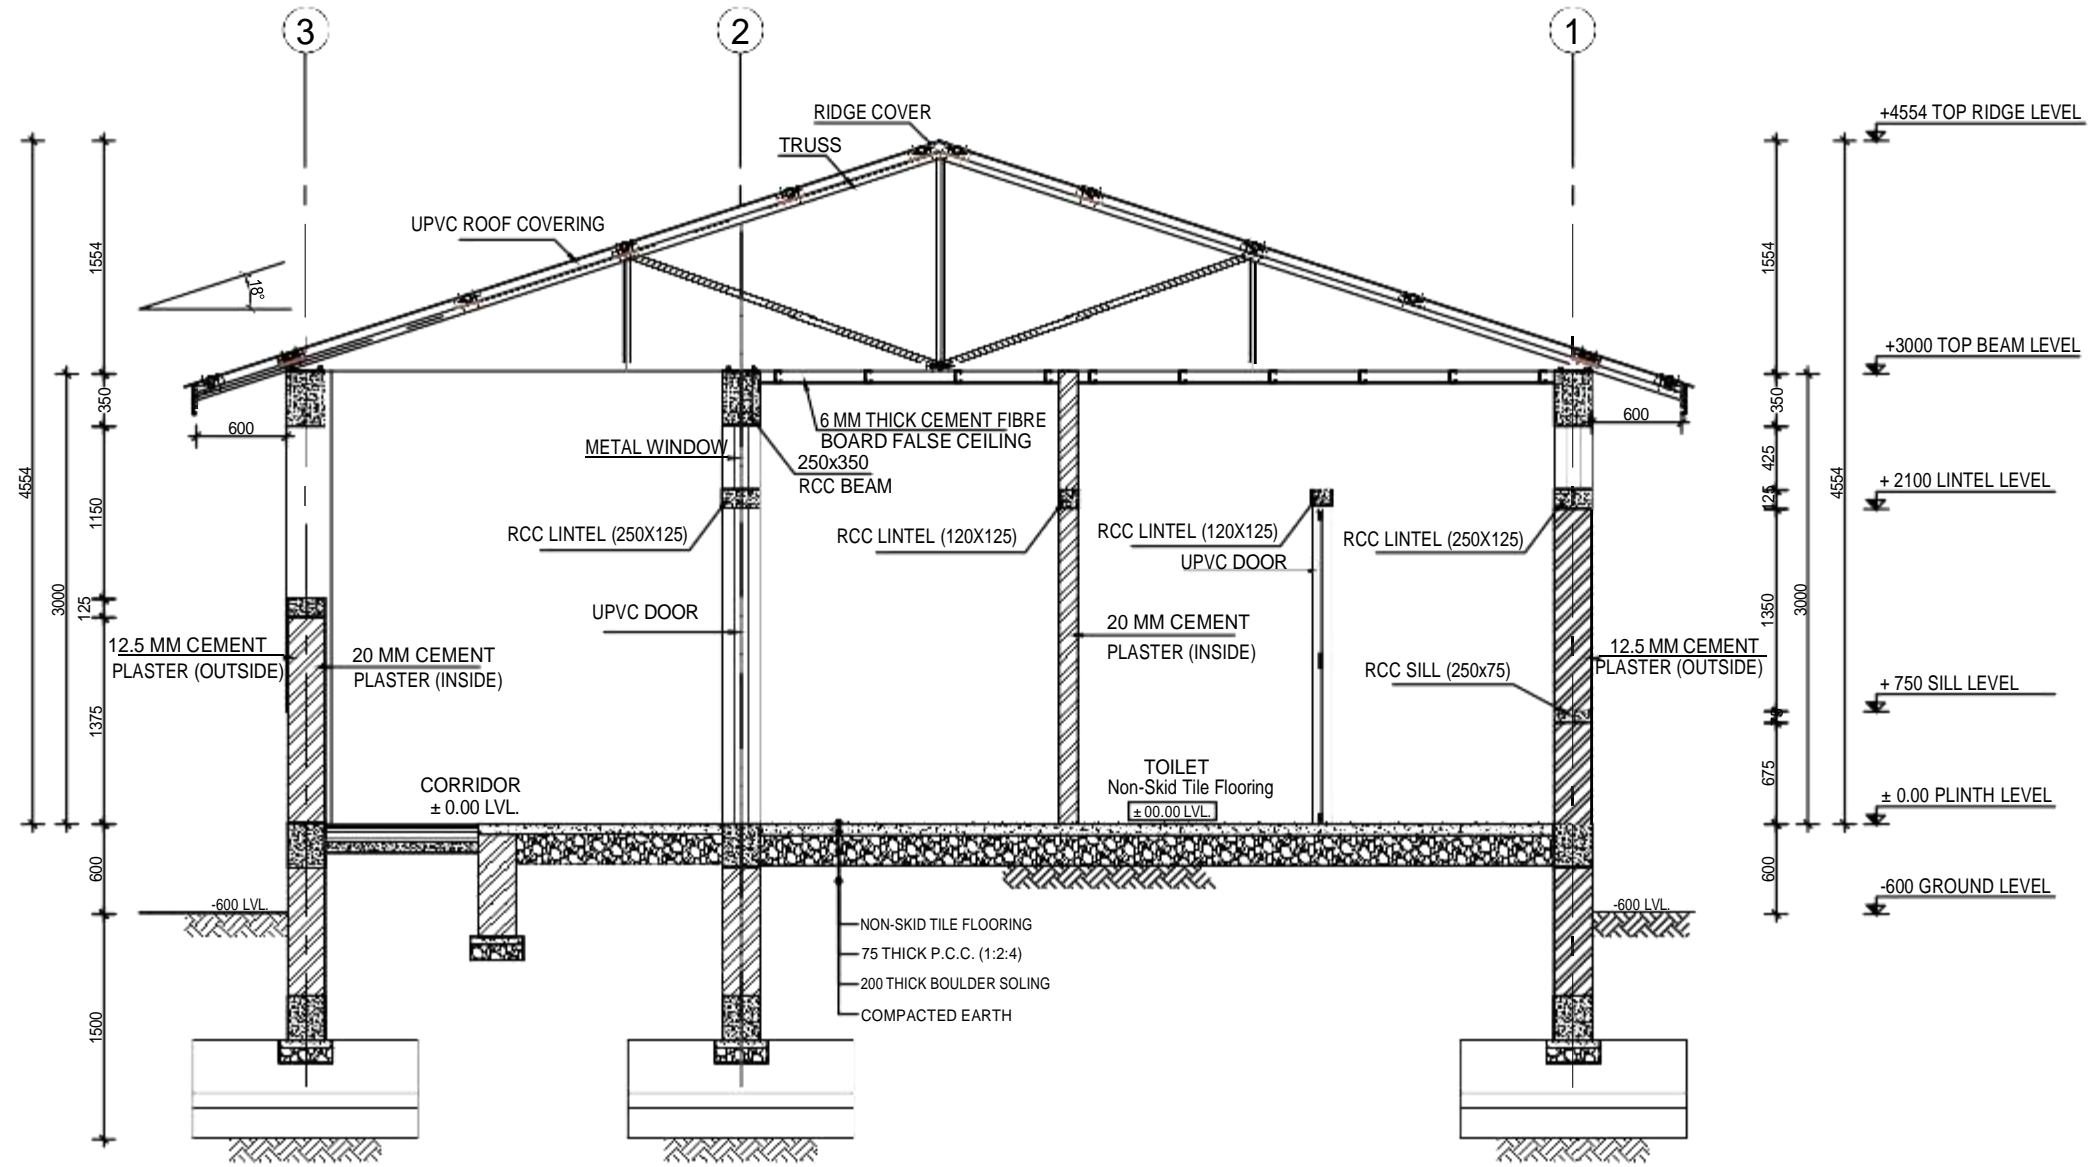 3
2
1
RIDGE COVER
+4554 TOP RIDGE LEVEL
TRUSS
UPVC ROOF COVERING
1554
1554
18°
+3000 TOP BEAM LEVEL
350
350
600
600
6 MM THICK CEMENT FIBRE
BOARD FALSE CEILING
METAL WINDOW
250x350
RCC BEAM
425
4554
4554
+ 2100 LINTEL LEVEL
125
1150
RCC LINTEL (250X125)
RCC LINTEL (120X125)
RCC LINTEL (120X125)
RCC LINTEL (250X125)
UPVC DOOR
3000
125
UPVC DOOR
1350
3000
12.5 MM CEMENT
PLASTER (OUTSIDE)
20 MM CEMENT
PLASTER (INSIDE)
20 MM CEMENT
PLASTER (INSIDE)
12.5 MM CEMENT
PLASTER (OUTSIDE)
RCC SILL (250x75)
+ 750 SILL LEVEL
1375
75
675
CORRIDOR
± 0.00 LVL.
TOILET
Non-Skid Tile Flooring
± 00.00 LVL.
± 0.00 PLINTH LEVEL
600
600
-600 GROUND LEVEL
-600 LVL.
-600 LVL.
NON-SKID TILE FLOORING
75 THICK P.C.C. (1:2:4)
200 THICK BOULDER SOLING
COMPACTED EARTH
1500